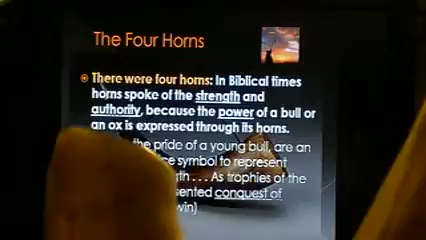 The Four Horns
There were four horns: In Biblical times
horns spoke of the strength and
authority, because the power of a bull or
an ox is expressed through its horns.
the pride of a young bull, are an
symbol to represent
. . . As trophies of the
conquest of
win)